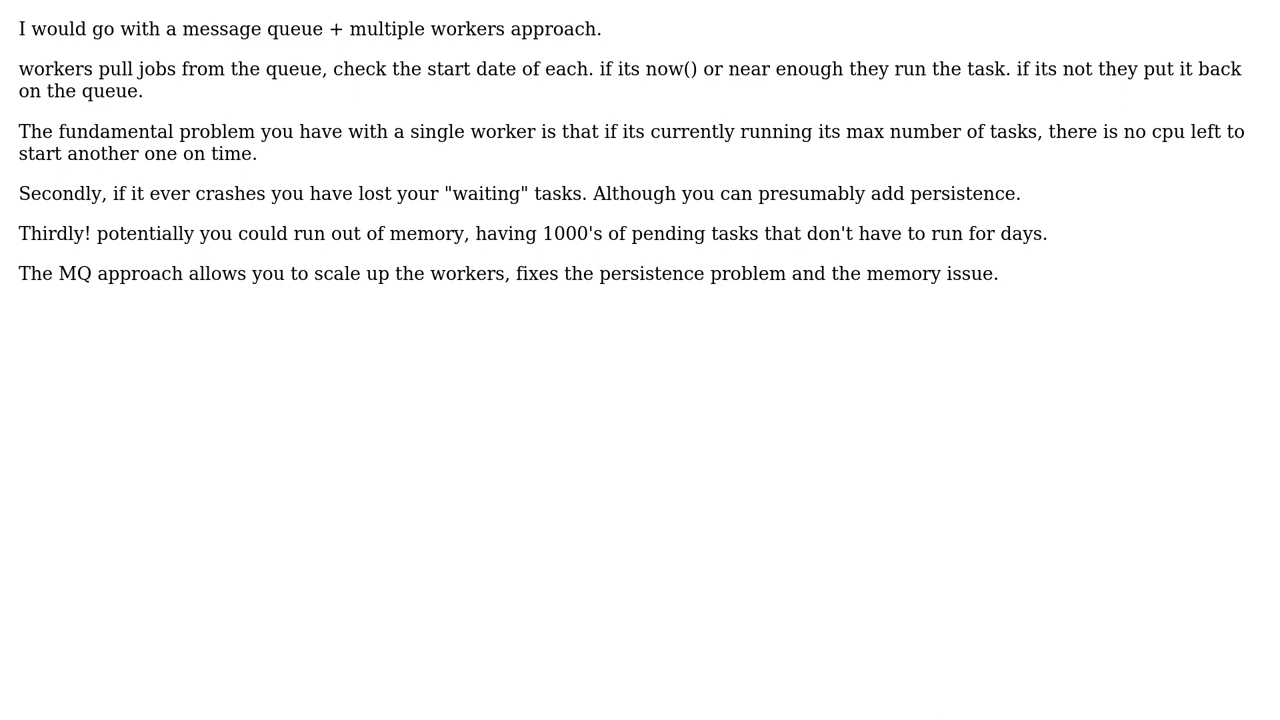 I would go with a message queue + multiple workers approach.
workers pull jobs from the queue, check the start date of each. if its now() or near enough they run the task. if its not they put it back
on the queue.
The fundamental problem you have with a single worker is that if its currently running its max number of tasks, there is no cpu left to
start another one on time.
Secondly, if it ever crashes you have lost your "waiting" tasks. Although you can presumably add persistence.
Thirdly! potentially you could run out of memory, having 1000's of pending tasks that don't have to run for days.
The MQ approach allows you to scale up the workers, fixes the persistence problem and the memory issue.